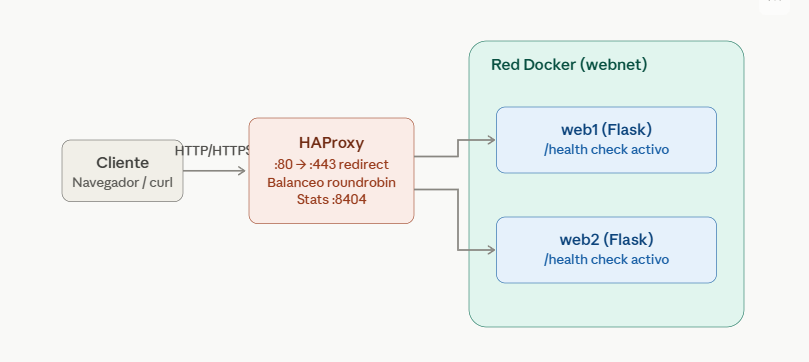 Red Docker (webnet)
web1 (Flask)
/health check activo
HAProxy
HTTP/HTTPS
Cliente
:80 → :443 redirect
Navegador / curl
Balanceo roundrobin
Stats :8404
web2 (Flask)
/health check activo